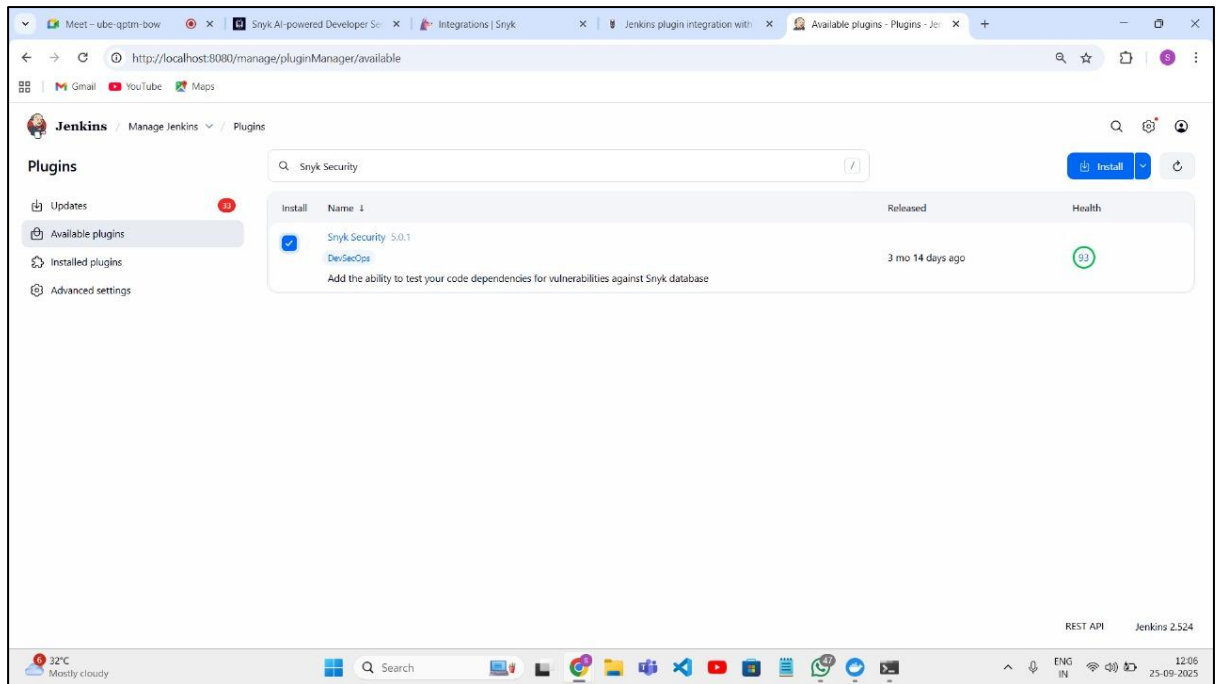 Meet – ube-qptm-bow
Snyk AI-powered Developer Se
Integrations | Snyk
Jenkins plugin integration with
Available plugins - Plugins - Je
http://localhost:8080/manage/pluginManager/available
S
Gmail YouTube Maps
Jenkins / Manage Jenkins / Plugins
Plugins
Snyk Security
/
Install
Updates 33
Available plugins
Installed plugins
Advanced settings
Install Name ↓ Released Health
Snyk Security 5.0.1
DevSecOps
3 mo 14 days ago
93
Add the ability to test your code dependencies for vulnerabilities against Snyk database
REST API Jenkins 2.524
6
32°C
Mostly cloudy
Search
47
ENG
IN
12:06
25-09-2025